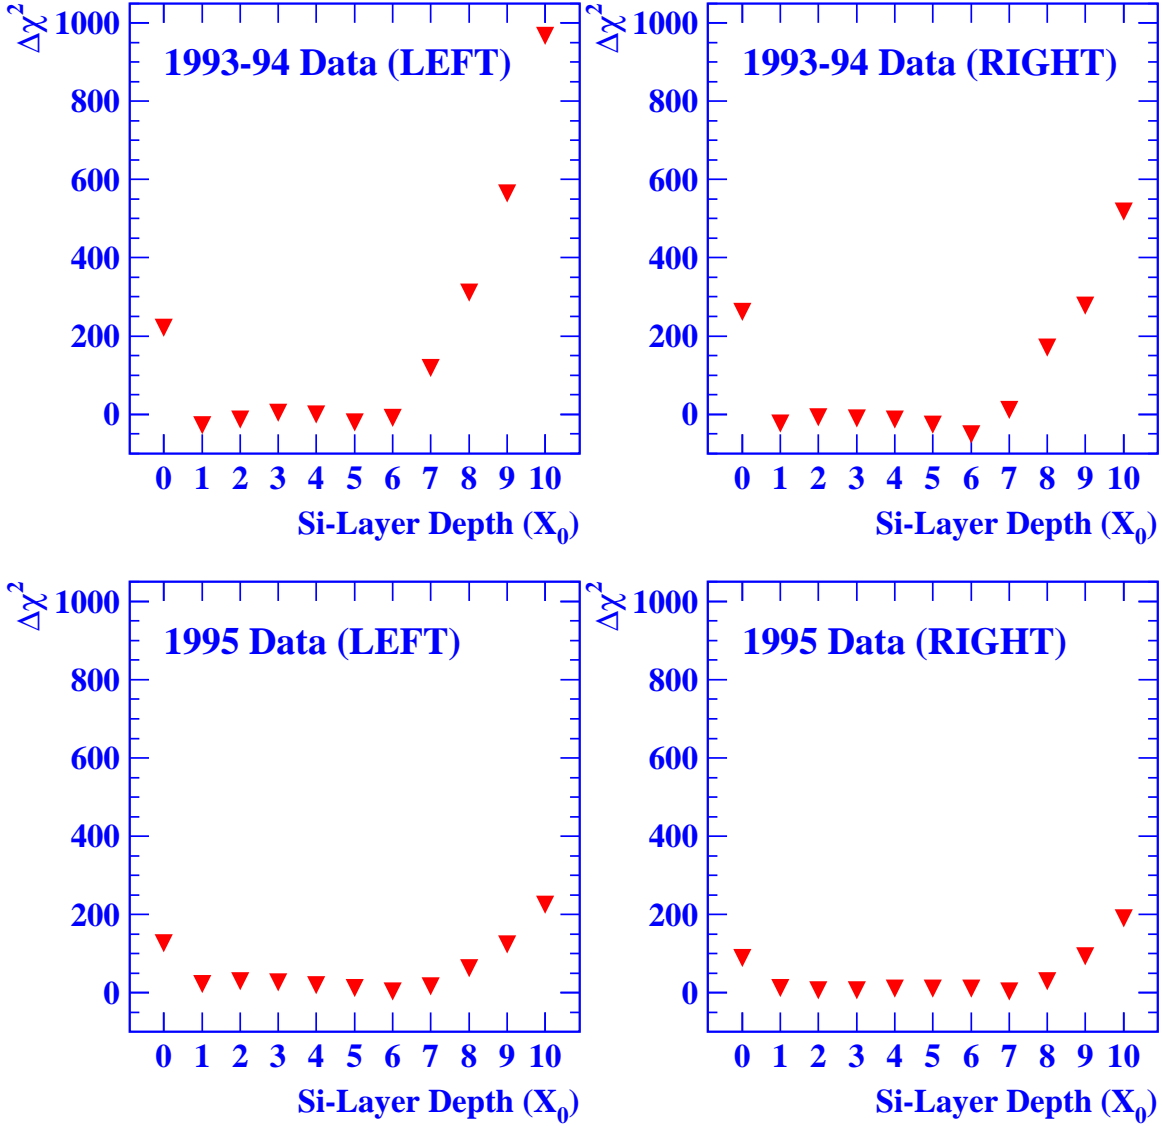 Δχ²
1000
800
600
400
200
0
1993-94 Data (LEFT)
0 1 2 3 4 5 6 7 8 9 10
Si-Layer Depth (X₀)
Δχ²
1000
800
600
400
200
0
1993-94 Data (RIGHT)
0 1 2 3 4 5 6 7 8 9 10
Si-Layer Depth (X₀)
Δχ²
1000
800
600
400
200
0
1995 Data (LEFT)
0 1 2 3 4 5 6 7 8 9 10
Si-Layer Depth (X₀)
Δχ²
1000
800
600
400
200
0
1995 Data (RIGHT)
0 1 2 3 4 5 6 7 8 9 10
Si-Layer Depth (X₀)